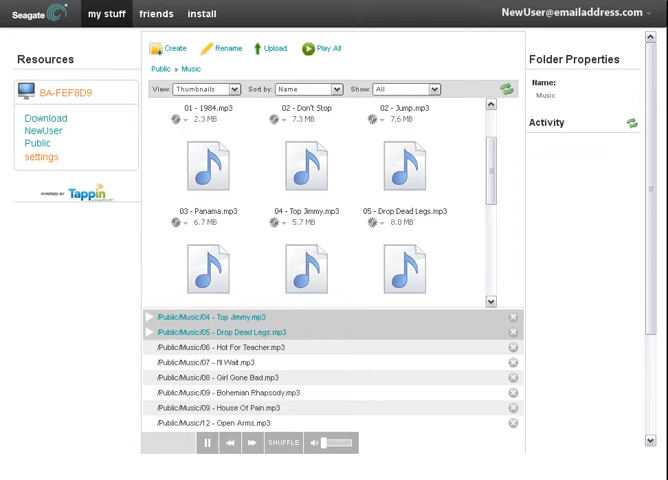 Seagate my stuff friends install NewUser@emailaddress.com
Resources
BA-FEF8D9
Download
NewUser
Public
settings
POWERED BY Tappin
Create Rename Upload Play All
Public » Music
View: Thumbnails Sort by: Name Show: All
01 - 1984.mp3 02 - Don't Stop 02 - Jump.mp3
2.3 MB 7.3 MB 7.6 MB
03 - Panama.mp3 04 - Top Jimmy.mp3 05 - Drop Dead Legs.mp3
6.7 MB 5.7 MB 8.0 MB
/Public/Music/04 - Top Jimmy.mp3
/Public/Music/05 - Drop Dead Legs.mp3
/Public/Music/06 - Hot For Teacher.mp3
/Public/Music/07 - I'll Wait.mp3
/Public/Music/08 - Girl Gone Bad.mp3
/Public/Music/09 - Bohemian Rhapsody.mp3
/Public/Music/09 - House Of Pain.mp3
/Public/Music/12 - Open Arms.mp3
SHUFFLE
Folder Properties
Name:
Music
Activity